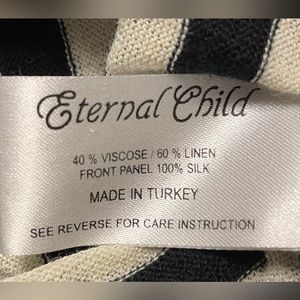 Eternal Child
40 % VISCOSE / 60 % LINEN
FRONT PANEL 100% SILK
MADE IN TURKEY
SEE REVERSE FOR CARE INSTRUCTION